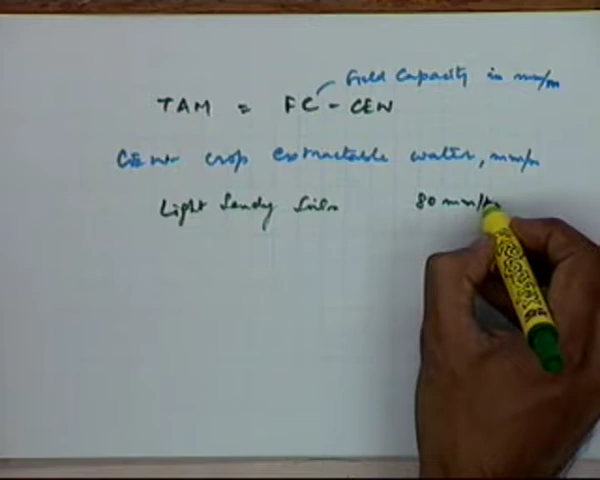 Field Capacity in mm/m
TAM = FC - CEW
CEW crop extractable water, mm/m
Light Sandy Soils 80 mm/m